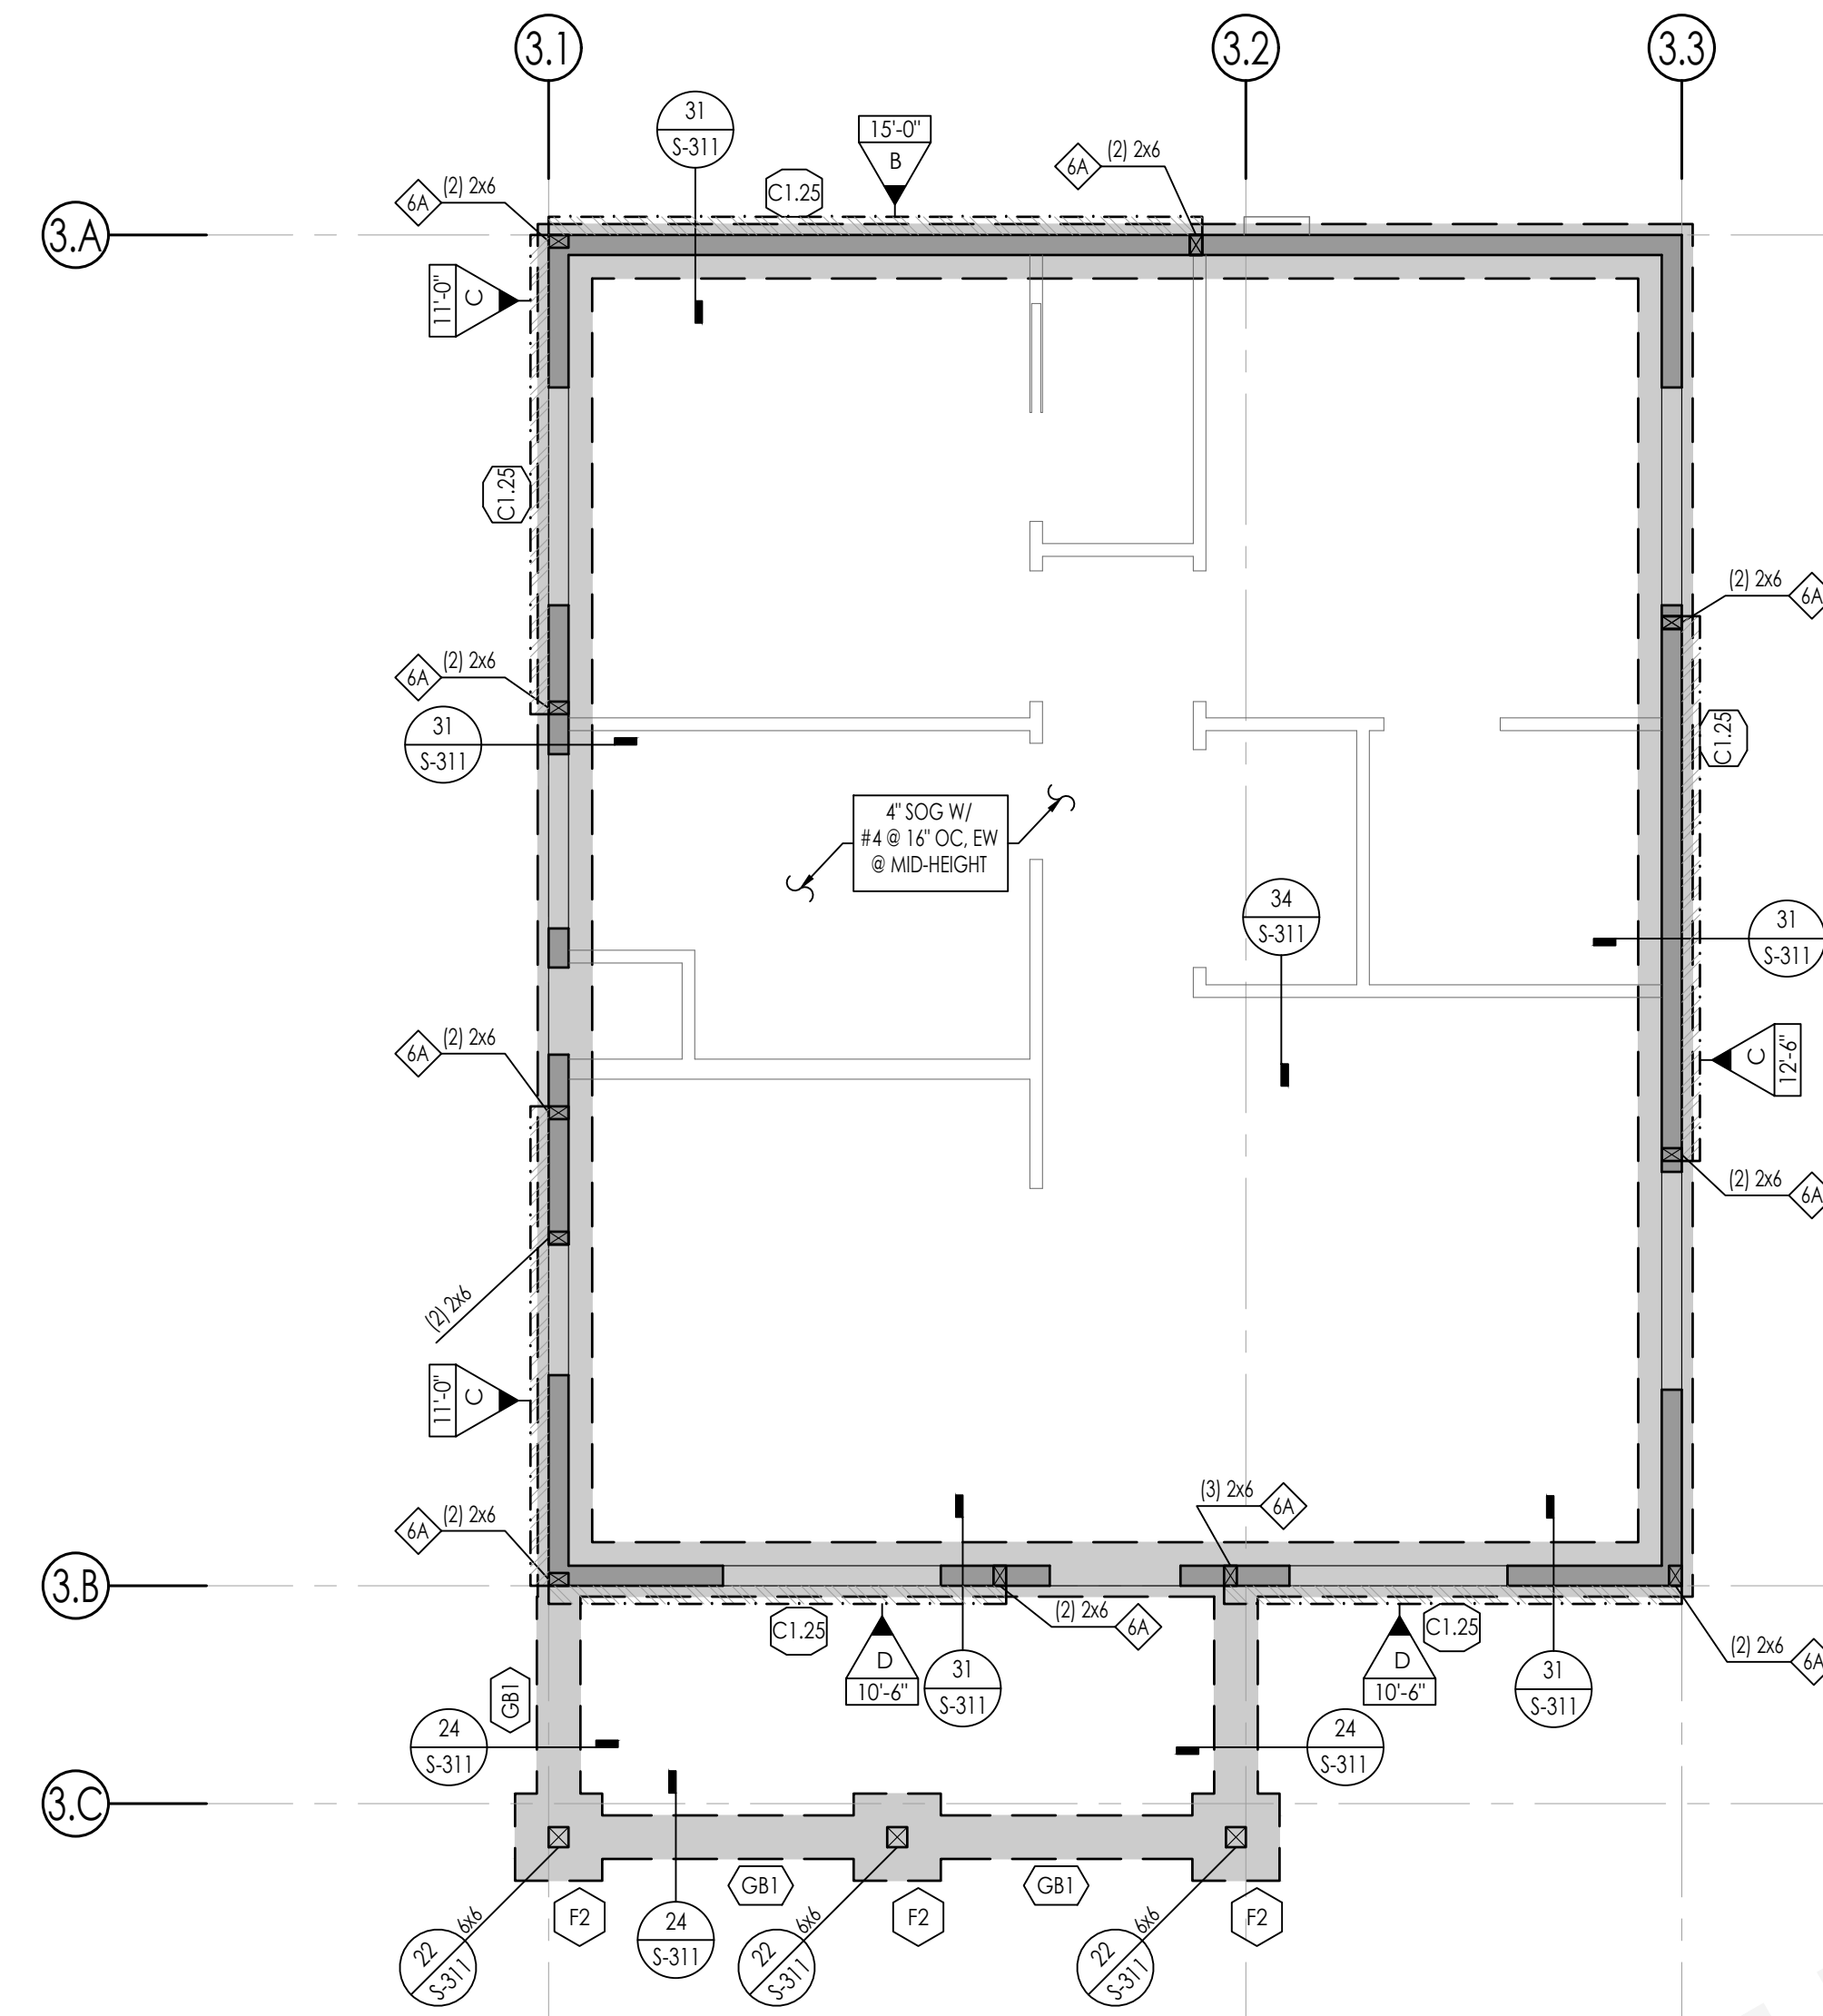 3.1
3.2
3.3
31
S-311
15'-0"
B
C1.25
6A
(2) 2x6
6A
(2) 2x6
3.A
11'-0"
C
C1.25
(2) 2x6
6A
6A
(2) 2x6
31
S-311
C1.25
4" SOG W/
#4 @ 16" OC, EW
@ MID-HEIGHT
34
S-311
31
S-311
6A
(2) 2x6
C
12'-6"
(2) 2x6
6A
(2) 2x6
11'-0"
C
6A
(2) 2x6
(3) 2x6
6A
3.B
C1.25
(2) 2x6
6A
C1.25
D
10'-6"
31
S-311
D
10'-6"
31
S-311
(2) 2x6
6A
GB1
24
S-311
24
S-311
3.C
GB1
GB1
F2
F2
F2
24
S-311
6x6
22
S-311
6x6
22
S-311
6x6
22
S-311